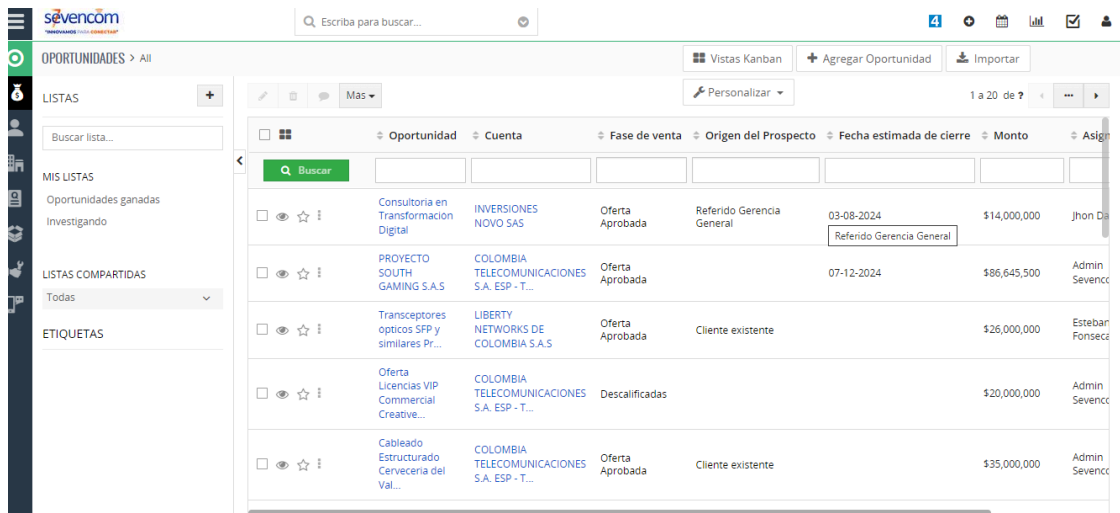 sevencom
"INNOVAMOS PARA CONECTAR"
Escriba para buscar...
4
OPORTUNIDADES > All
Vistas Kanban
Agregar Oportunidad
Importar
LISTAS
Mas
Personalizar
1 a 20 de ?
Buscar lista...
Oportunidad
Cuenta
Fase de venta
Origen del Prospecto
Fecha estimada de cierre
Monto
Asign
Buscar
MIS LISTAS
Oportunidades ganadas
Investigando
LISTAS COMPARTIDAS
Todas
ETIQUETAS
Consultoria en
Transformacion
Digital
INVERSIONES
NOVO SAS
Oferta
Aprobada
Referido Gerencia
General
03-08-2024
$14,000,000
Jhon Da
Referido Gerencia General
PROYECTO
SOUTH
GAMING S.A.S
COLOMBIA
TELECOMUNICACIONES
S.A. ESP - T...
Oferta
Aprobada
07-12-2024
$86,645,500
Admin
Sevenco
Transceptores
opticos SFP y
similares Pr...
LIBERTY
NETWORKS DE
COLOMBIA S.A.S
Oferta
Aprobada
Cliente existente
$26,000,000
Esteban
Fonseca
Oferta
Licencias VIP
Commercial
Creative...
COLOMBIA
TELECOMUNICACIONES
S.A. ESP - T...
Descalificadas
$20,000,000
Admin
Sevenco
Cableado
Estructurado
Cerveceria del
Val...
COLOMBIA
TELECOMUNICACIONES
S.A. ESP - T...
Oferta
Aprobada
Cliente existente
$35,000,000
Admin
Sevenco